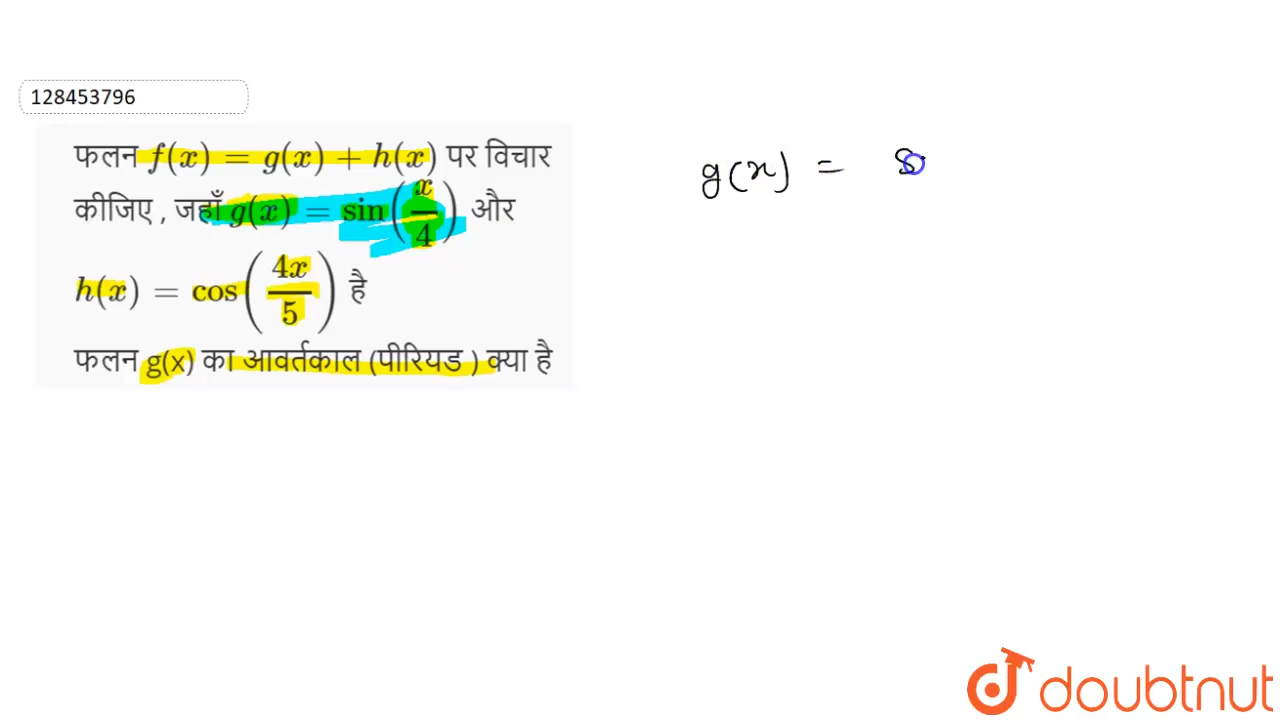 128453796
फलन f(x) = g(x) + h(x) पर विचार
कीजिए , जहाँ g(x) = sin(x/4) और
h(x) = cos(4x/5) है
फलन g(x) का आवर्तकाल (पीरियड ) क्या है
g(x) = S
doubtnut